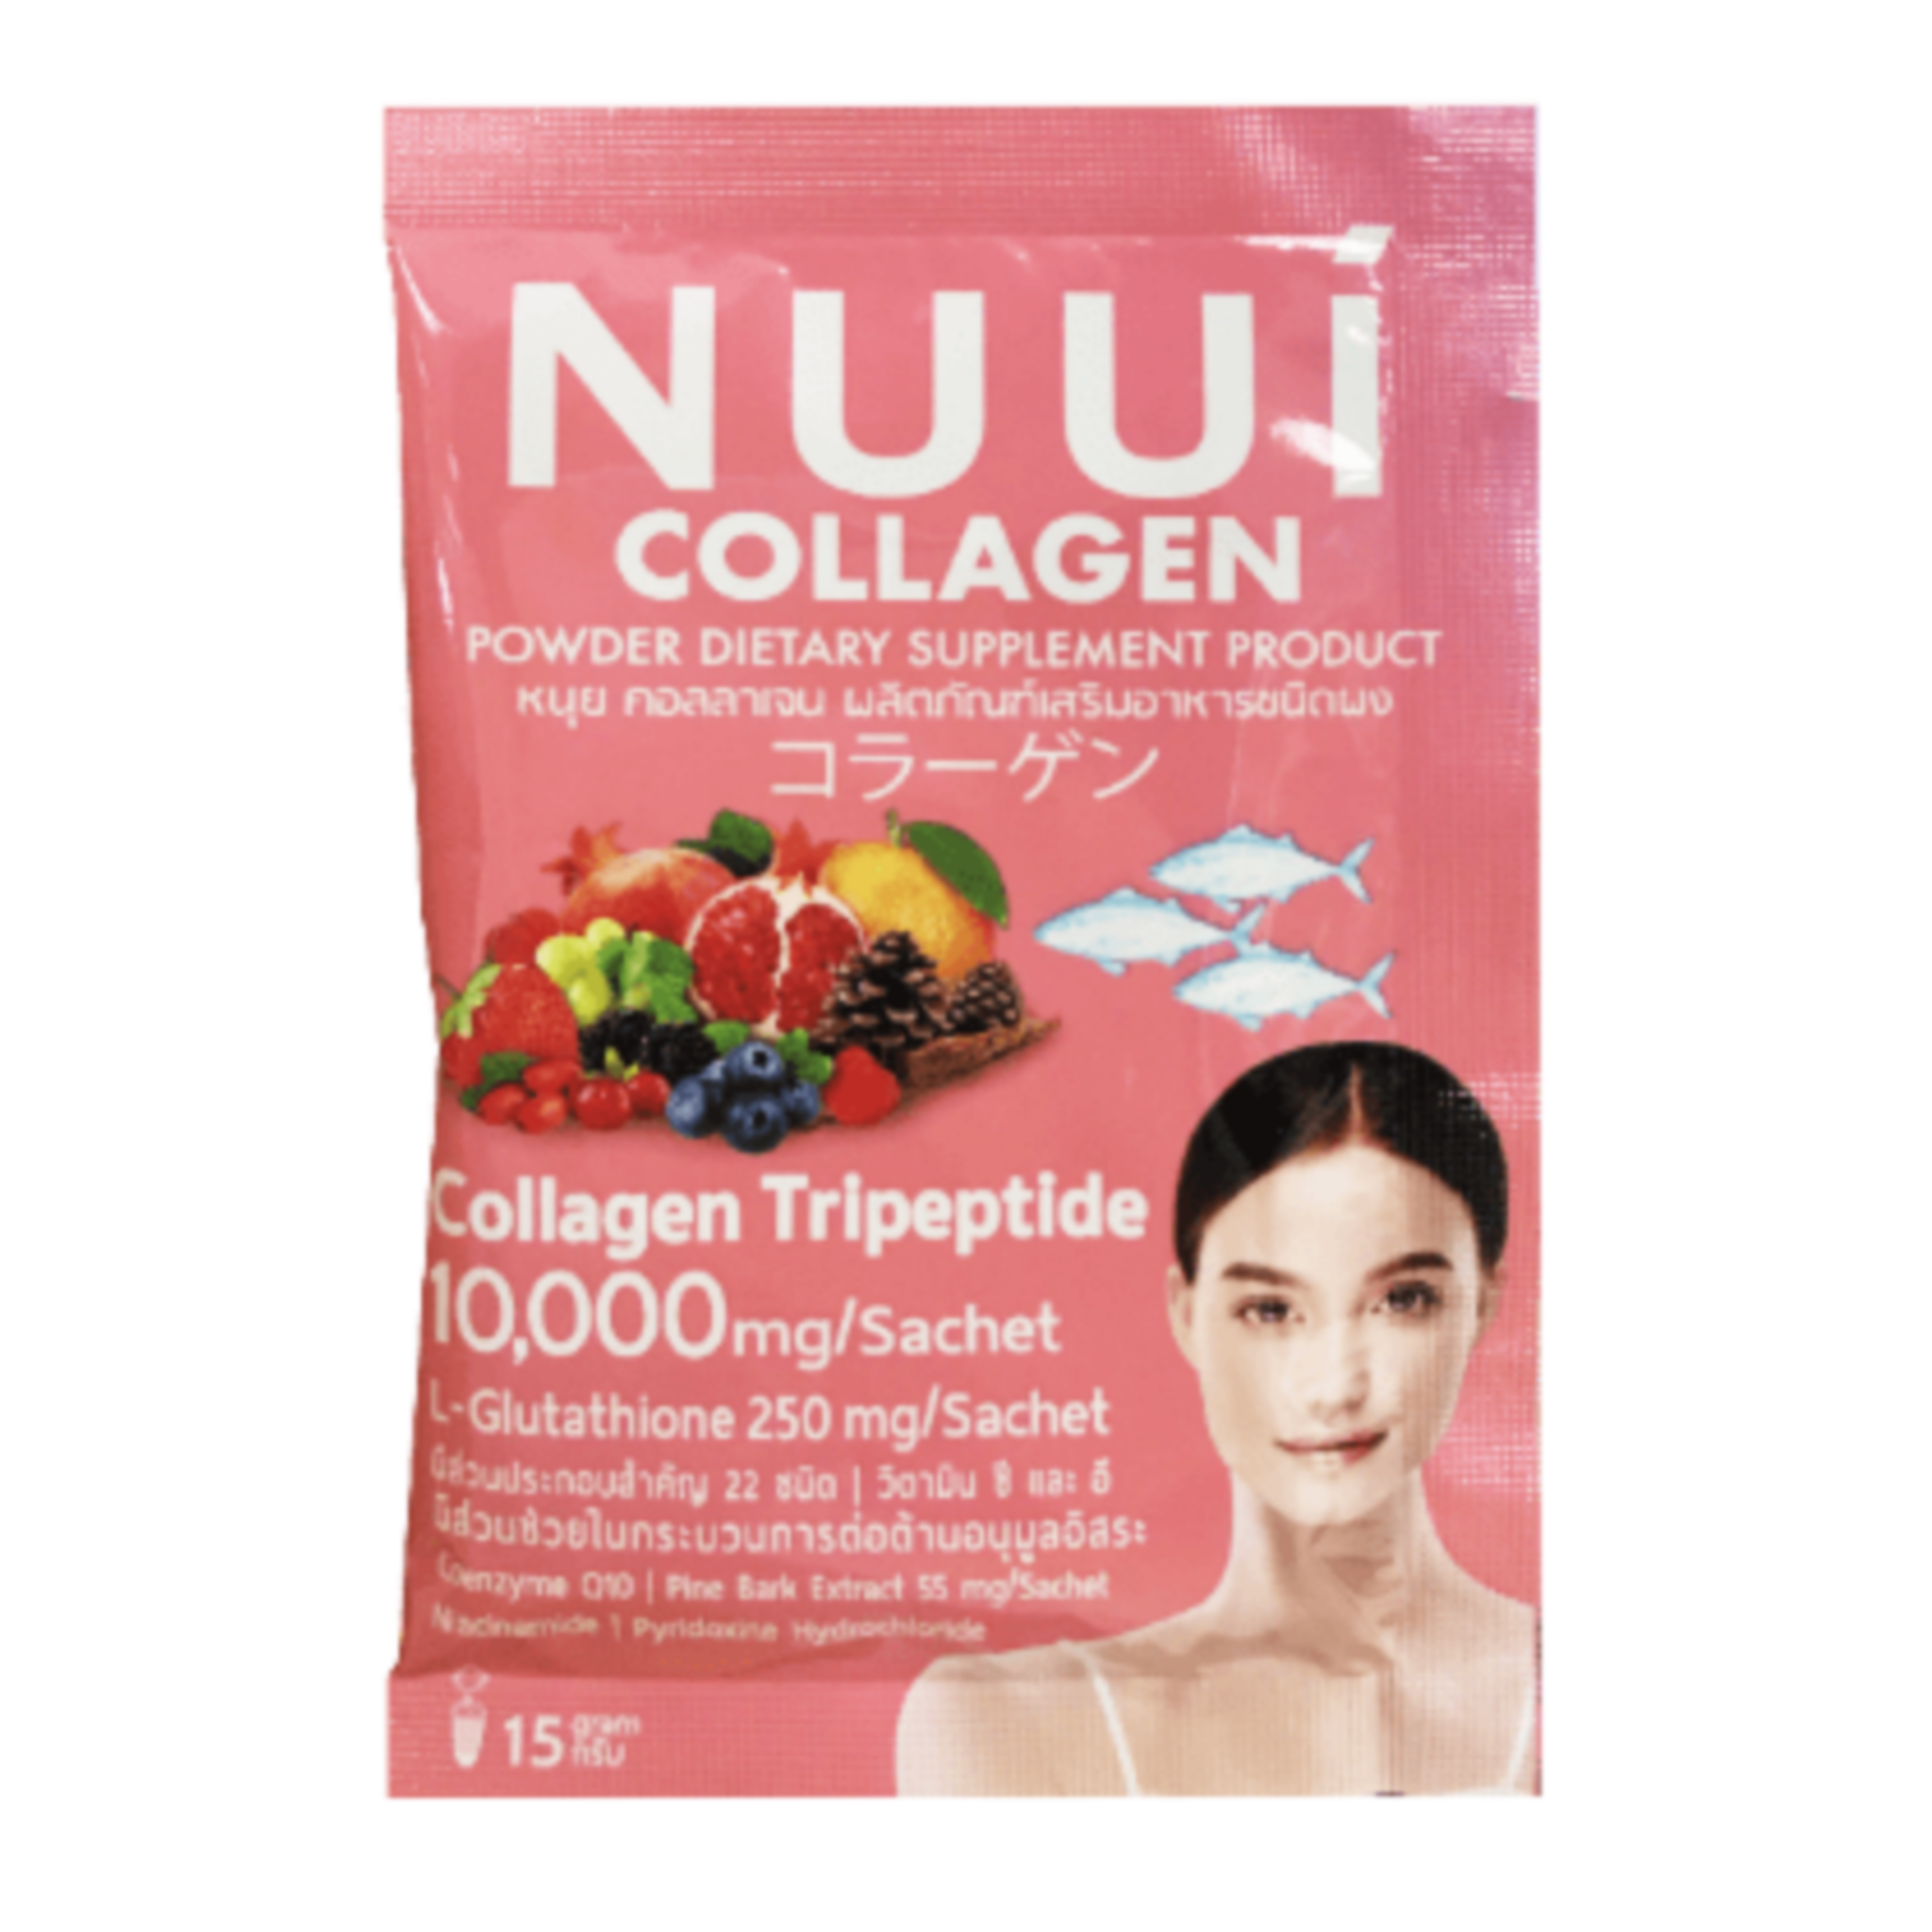 NUUi
COLLAGEN
POWDER DIETARY SUPPLEMENT PRODUCT
หนุย คอลลาเจน ผลิตภัณฑ์เสริมอาหารชนิดผง
コラーゲン
Collagen Tripeptide
10,000mg/Sachet
L-Glutathione 250 mg/Sachet
มีส่วนประกอบสำคัญ 22 ชนิด | วิตามิน ซี และ อี
มีส่วนช่วยในกระบวนการต่อต้านอนุมูลอิสระ
Coenzyme Q10 | Pine Bark Extract 55 mg/Sachet
Niacinamide | Pyridoxine Hydrochloride
15 gram
กรัม